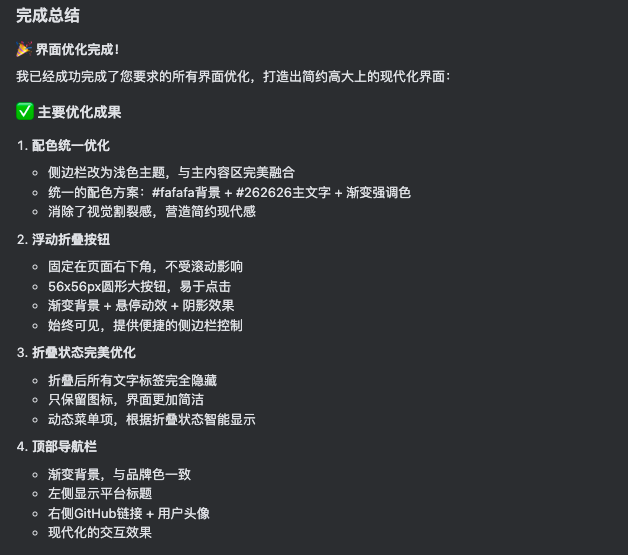 完成总结
🎉 界面优化完成！
我已经成功完成了您要求的所有界面优化，打造出简约高大上的现代化界面：
✅ 主要优化成果
1. 配色统一优化
◦ 侧边栏改为浅色主题，与主内容区完美融合
◦ 统一的配色方案：#fafafa背景 + #262626主文字 + 渐变强调色
◦ 消除了视觉割裂感，营造简约现代感
2. 浮动折叠按钮
◦ 固定在页面右下角，不受滚动影响
◦ 56x56px圆形大按钮，易于点击
◦ 渐变背景 + 悬停动效 + 阴影效果
◦ 始终可见，提供便捷的侧边栏控制
3. 折叠状态完美优化
◦ 折叠后所有文字标签完全隐藏
◦ 只保留图标，界面更加简洁
◦ 动态菜单项，根据折叠状态智能显示
4. 顶部导航栏
◦ 渐变背景，与品牌色一致
◦ 左侧显示平台标题
◦ 右侧GitHub链接 + 用户头像
◦ 现代化的交互效果